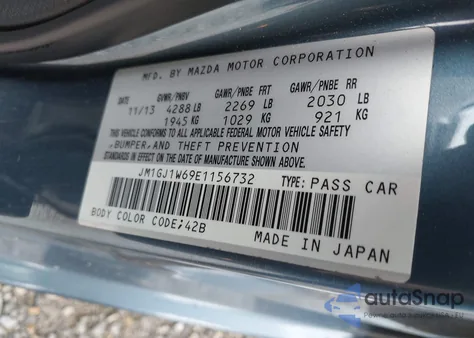 MFD. BY MAZDA MOTOR CORPORATION
GVWR/PNBV GAWR/PNBE FRT GAWR/PNBE RR
11/13 4288 LB 2269 LB 2030 LB
1945 KG 1029 KG 921 KG
THIS VEHICLE CONFORMS TO ALL APPLICABLE FEDERAL MOTOR VEHICLE SAFETY
,BUMPER,AND THEFT PREVENTION
STANDARDS IN EFFECT ON THE DATE OF MANUFACTURE SHOWN ABOVE.
JM1GJ1W69E1156732 TYPE: PASS CAR
BODY COLOR CODE;42B
MADE IN JAPAN
autoSnap